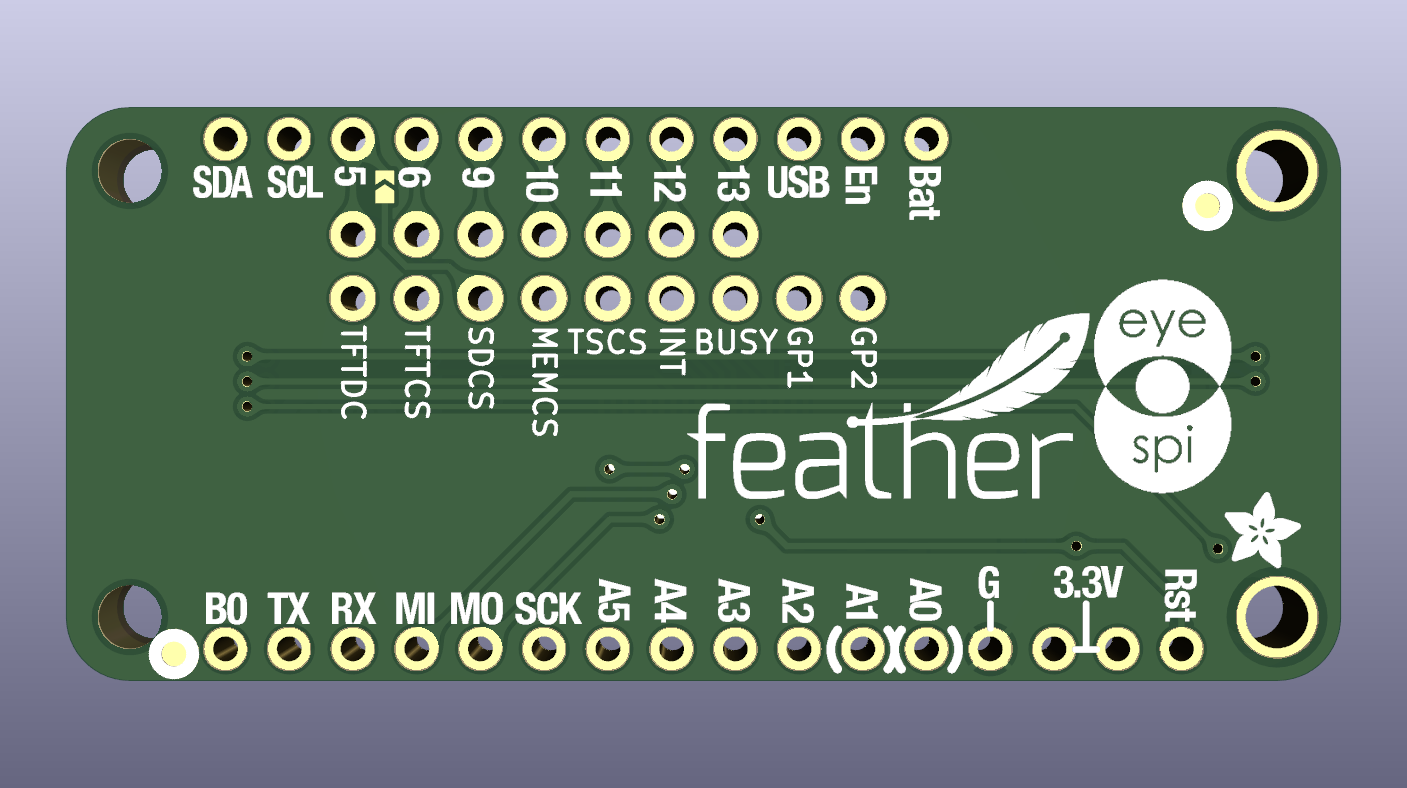 SDA SCL 5 6 9 10 11 12 13 USB En Bat
TFTDC TFTCS SDCS MEMCS TSCS INT BUSY GP1 GP2
eye
spi
feather
BO TX RX MI MO SCK A5 A4 A3 A2 (A1)(A0) G 3.3V Rst